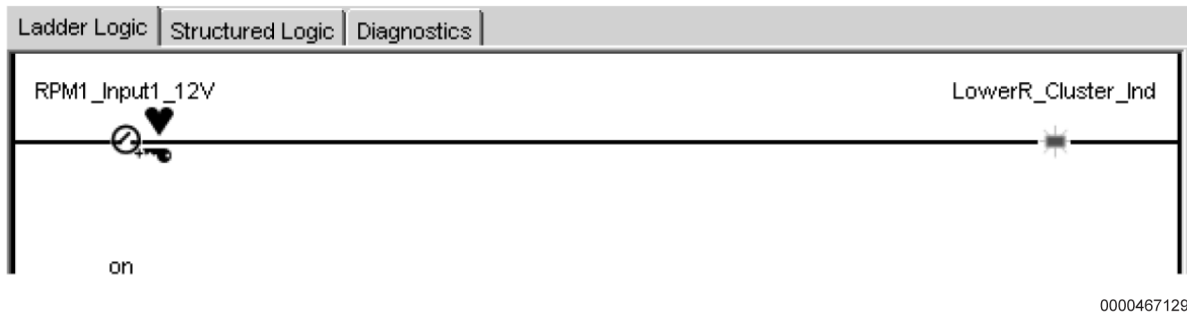 Ladder Logic Structured Logic Diagnostics
RPM1_Input1_12V LowerR_Cluster_Ind
on
0000467129